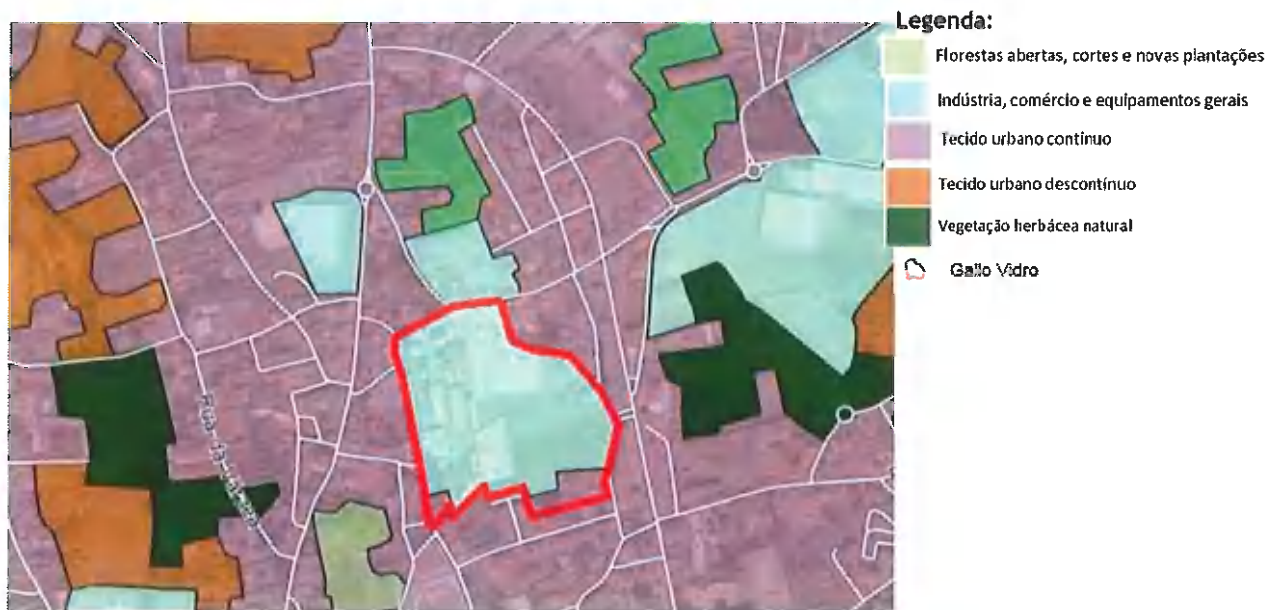 Legenda:
Florestas abertas, cortes e novas plantações
Indústria, comércio e equipamentos gerais
Tecido urbano contínuo
Tecido urbano descontínuo
Vegetação herbácea natural
Gallo Vidro